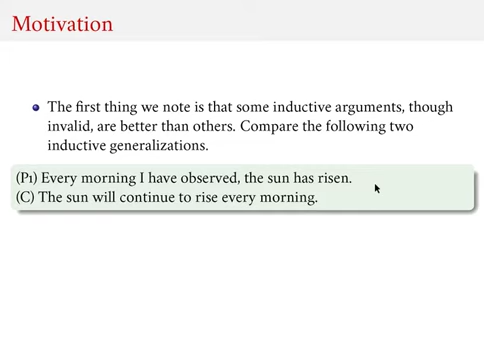 Motivation
The first thing we note is that some inductive arguments, though
invalid, are better than others. Compare the following two
inductive generalizations.
(P1) Every morning I have observed, the sun has risen.
(C) The sun will continue to rise every morning.